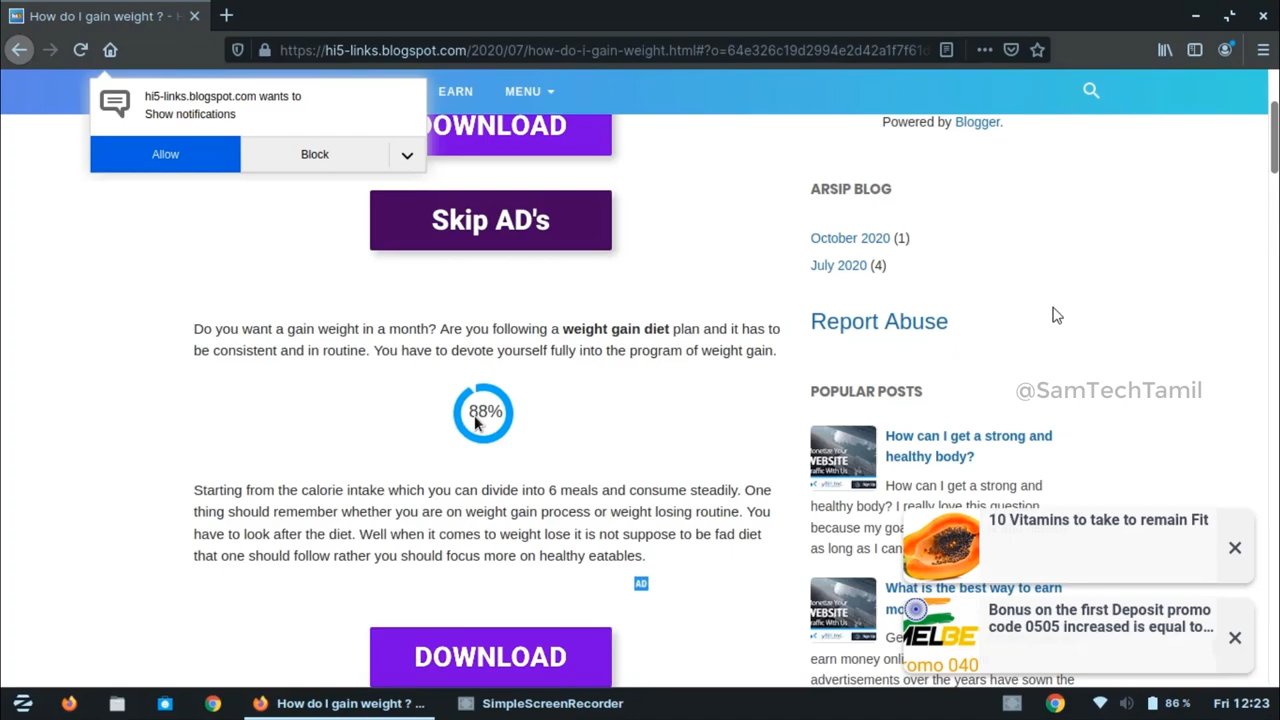 How do I gain weight ? -
https://hi5-links.blogspot.com/2020/07/how-do-i-gain-weight.html#?o=64e326c19d2994e2d42a1f7f61d
hi5-links.blogspot.com wants to
Show notifications
Allow
Block
EARN
MENU
DOWNLOAD
Skip AD's
Do you want a gain weight in a month? Are you following a weight gain diet plan and it has to
be consistent and in routine. You have to devote yourself fully into the program of weight gain.
88%
Starting from the calorie intake which you can divide into 6 meals and consume steadily. One
thing should remember whether you are on weight gain process or weight losing routine. You
have to look after the diet. Well when it comes to weight lose it is not suppose to be fad diet
that one should follow rather you should focus more on healthy eatables.
AD
DOWNLOAD
Powered by Blogger.
ARSIP BLOG
October 2020 (1)
July 2020 (4)
Report Abuse
@SamTechTamil
POPULAR POSTS
How can I get a strong and
healthy body?
How can I get a strong and
healthy body? I really love this question
because my goa
as long as I can
What is the best way to earn
mo
Ge
earn money onli
advertisements over the years have sown the
WEBSITE
10 Vitamins to take to remain Fit
Bonus on the first Deposit promo
code 0505 increased is equal to...
MELBE
omo 040
How do I gain weight ? ...
SimpleScreenRecorder
86 %
Fri 12:23